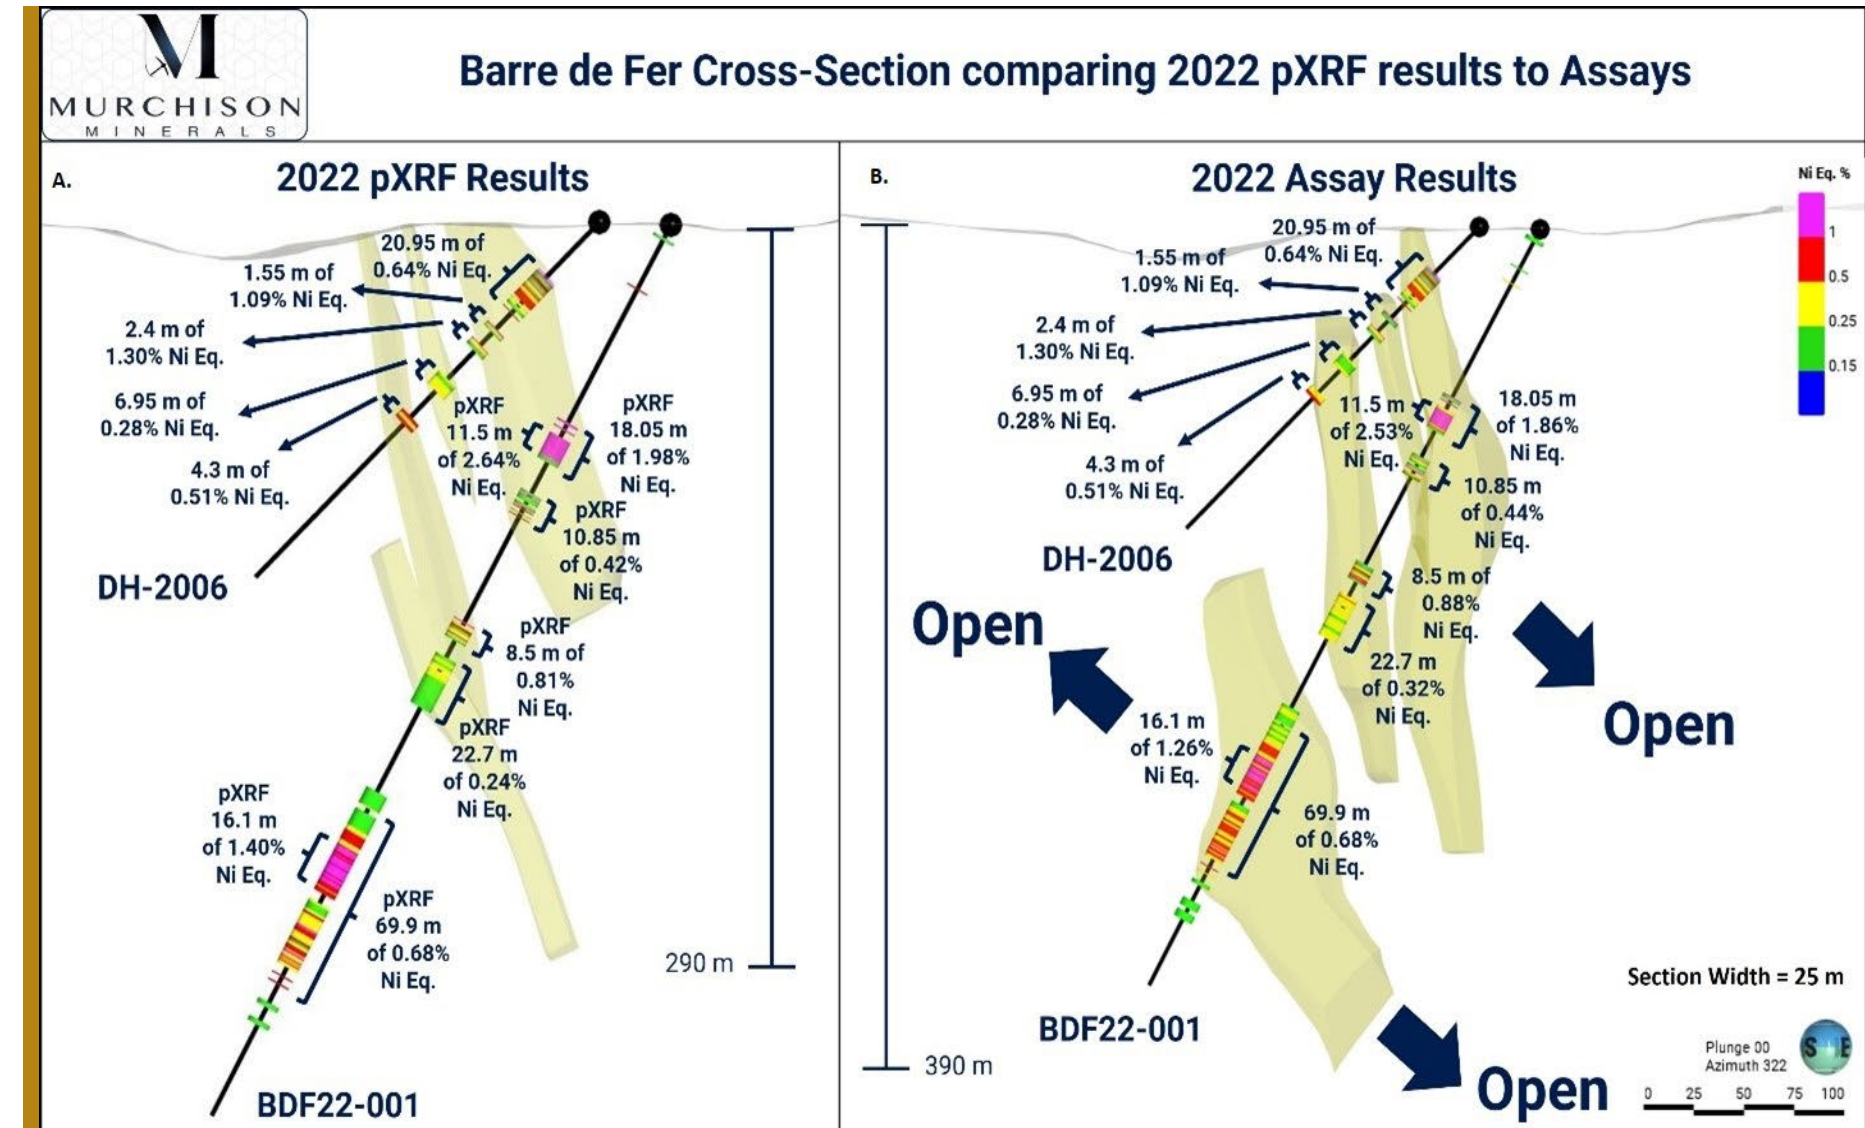 M
MURCHISON
MINERALS
Barre de Fer Cross-Section comparing 2022 pXRF results to Assays
A.
2022 pXRF Results
20.95 m of
0.64% Ni Eq.
1.55 m of
1.09% Ni Eq.
2.4 m of
1.30% Ni Eq.
6.95 m of
0.28% Ni Eq.
4.3 m of
0.51% Ni Eq.
DH-2006
pXRF
11.5 m
of 2.64%
Ni Eq.
pXRF
18.05 m
of 1.98%
Ni Eq.
pXRF
10.85 m
of 0.42%
Ni Eq.
pXRF
8.5 m of
0.81%
Ni Eq.
pXRF
22.7 m
of 0.24%
Ni Eq.
pXRF
16.1 m
of 1.40%
Ni Eq.
pXRF
69.9 m
of 0.68%
Ni Eq.
290 m
BDF22-001
B.
2022 Assay Results
20.95 m of
0.64% Ni Eq.
1.55 m of
1.09% Ni Eq.
2.4 m of
1.30% Ni Eq.
6.95 m of
0.28% Ni Eq.
4.3 m of
0.51% Ni Eq.
DH-2006
11.5 m
of 2.53%
Ni Eq.
18.05 m
of 1.86%
Ni Eq.
10.85 m
of 0.44%
Ni Eq.
8.5 m of
0.88%
Ni Eq.
22.7 m
of 0.32%
Ni Eq.
Open
Open
16.1 m
of 1.26%
Ni Eq.
69.9 m
of 0.68%
Ni Eq.
BDF22-001
390 m
Open
Ni Eq. %
1
0.5
0.25
0.15
Section Width = 25 m
Plunge 00
Azimuth 322
S E
0 25 50 75 100